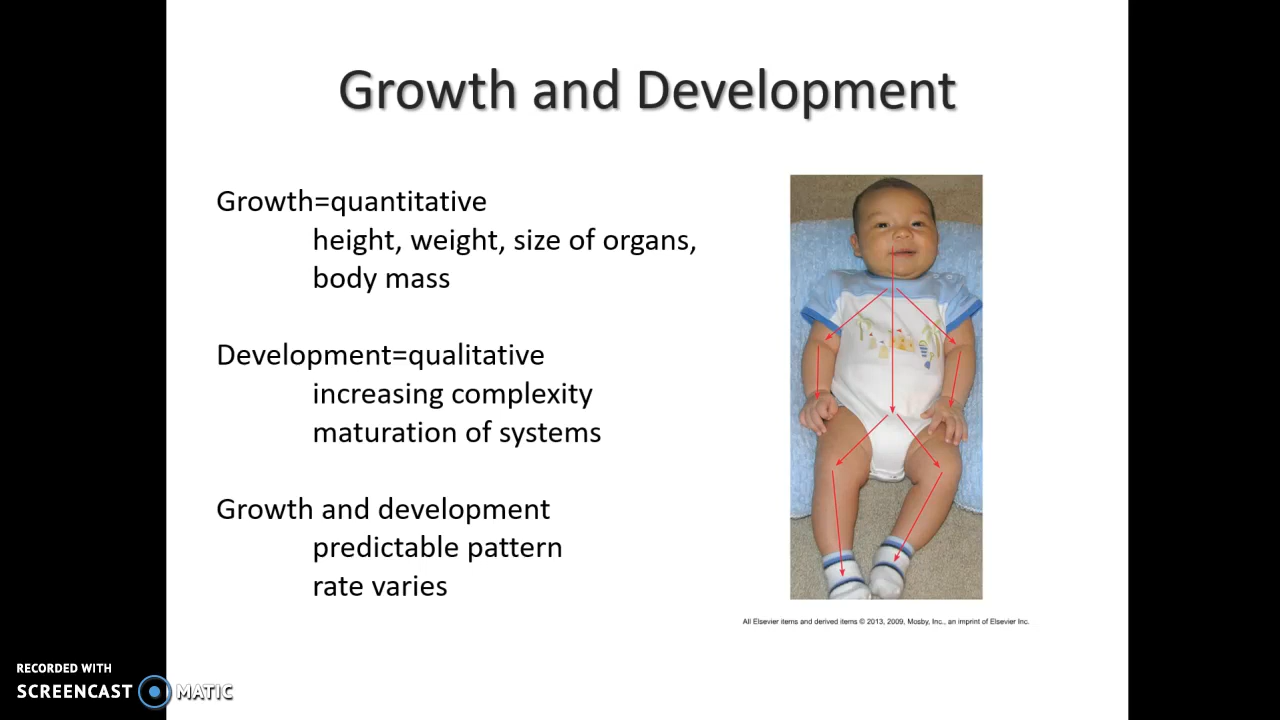 Growth and Development
Growth=quantitative
height, weight, size of organs,
body mass
Development=qualitative
increasing complexity
maturation of systems
Growth and development
predictable pattern
rate varies
All Elsevier items and derived items © 2013, 2009, Mosby, Inc., an imprint of Elsevier Inc.
RECORDED WITH
SCREENCAST MATIC